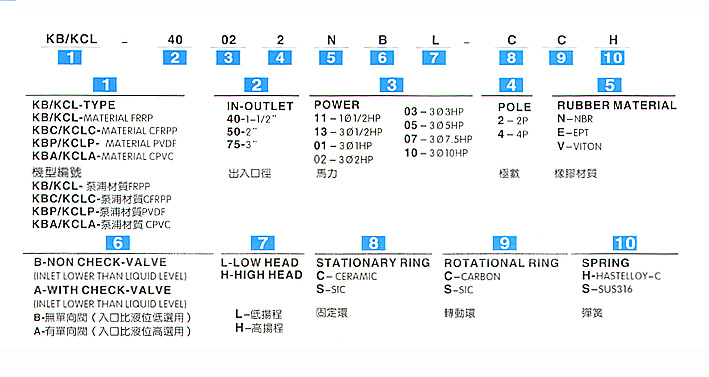 KB/KCL - 40 02 2 N B L - C C H
1 2 3 4 5 6 7 8 9 10
1
KB/KCL-TYPE
KB/KCL-MATERIAL FRRP
KBC/KCLC-MATERIAL CFRPP
KBP/KCLP- MATERIAL PVDF
KBA/KCLA-MATERIAL CPVC
機型編號
KB/KCL-泵浦材質FRPP
KBC/KCLC-泵浦材質CFRPP
KBP/KCLP-泵浦材質PVDF
KBA/KCLA-泵浦材質CPVC
2
IN-OUTLET
40-1-1/2"
50-2"
75-3"
出入口徑
3
POWER
11-1Ø1/2HP
13-3Ø1/2HP
01-3Ø1HP
02-3Ø2HP
03-3Ø3HP
05-3Ø5HP
07-3Ø7.5HP
10-3Ø10HP
馬力
4
POLE
2-2P
4-4P
極數
5
RUBBER MATERIAL
N-NBR
E-EPT
V-VITON
橡膠材質
6
B-NON CHECK-VALVE
(INLET LOWER THAN LIQUID LEVEL)
A-WITH CHECK-VALVE
(INLET LOWER THAN LIQUID LEVEL)
B-無單向閥(入口比液位低選用)
A-有單向閥(入口比液位高選用)
7
L-LOW HEAD
H-HIGH HEAD
L-低揚程
H-高揚程
8
STATIONARY RING
C-CERAMIC
S-SIC
固定環
9
ROTATIONAL RING
C-CARBON
S-SIC
轉動環
10
SPRING
H-HASTELLOY-C
S-SUS316
彈簧